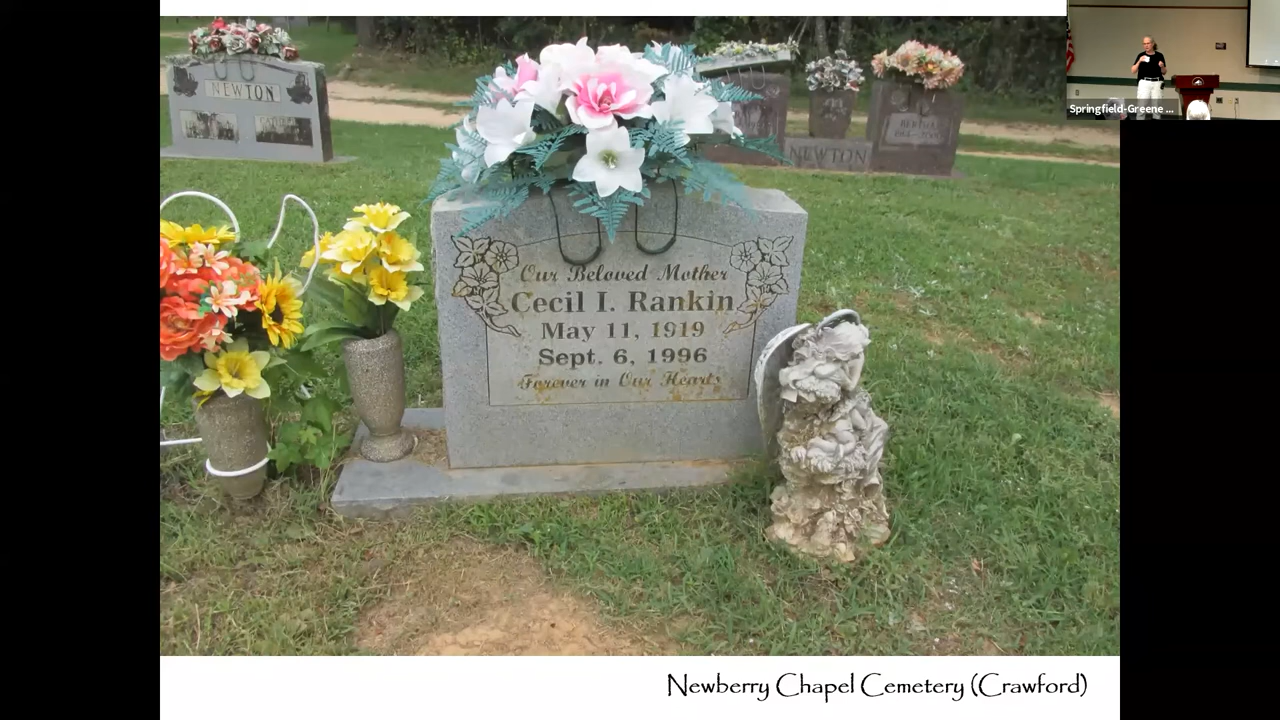 NEWTON
NEWTON
Our Beloved Mother
Cecil I. Rankin
May 11, 1919
Sept. 6, 1996
Forever in Our Hearts
Springfield-Greene ...
Newberry Chapel Cemetery (Crawford)